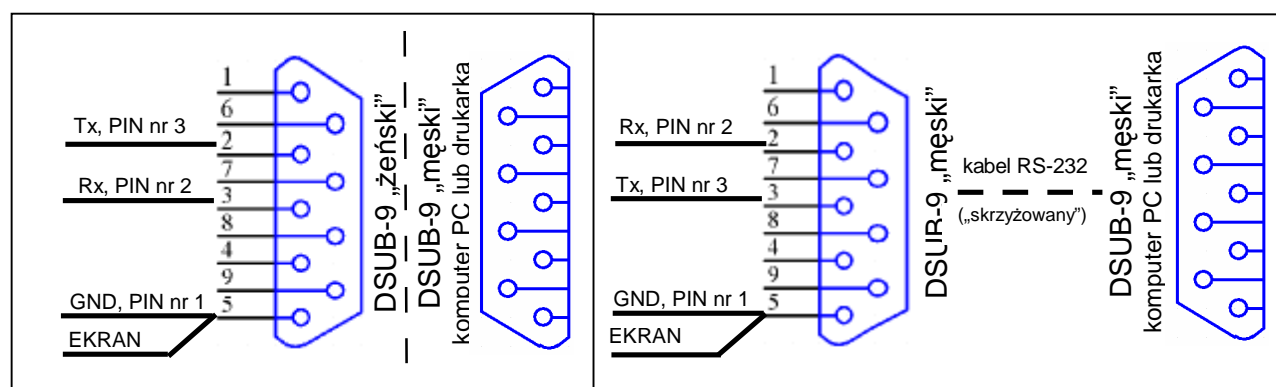 1
6
Tx, PIN nr 3
2
7
Rx, PIN nr 2
3
8
4
9
GND, PIN nr 1
5
EKRAN
DSUB-9 „żeński”
DSUB-9 „męski”
komputer PC lub drukarka
1
6
Rx, PIN nr 2
2
7
Tx, PIN nr 3
3
8
4
9
GND, PIN nr 1
5
EKRAN
DSUB-9 „męski”
kabel RS-232
(„skrzyżowany”)
DSUB-9 „męski”
komputer PC lub drukarka